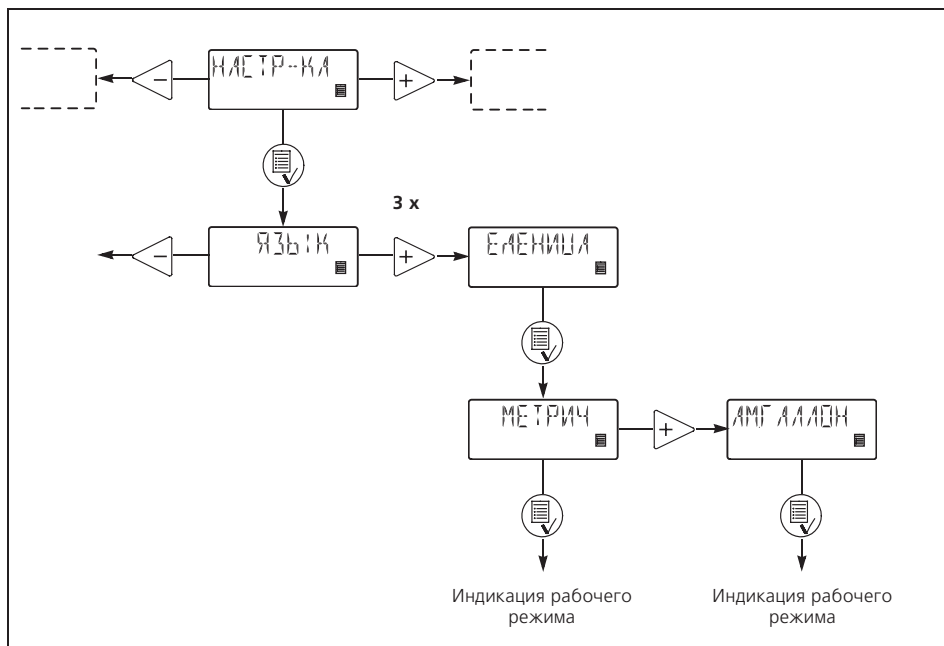 НАСТР-КА
3 x
ЯЗЫК
ЕДЕНИЦА
МЕТРИЧ
АМГАЛЛОН
Индикация рабочего
режима
Индикация рабочего
режима